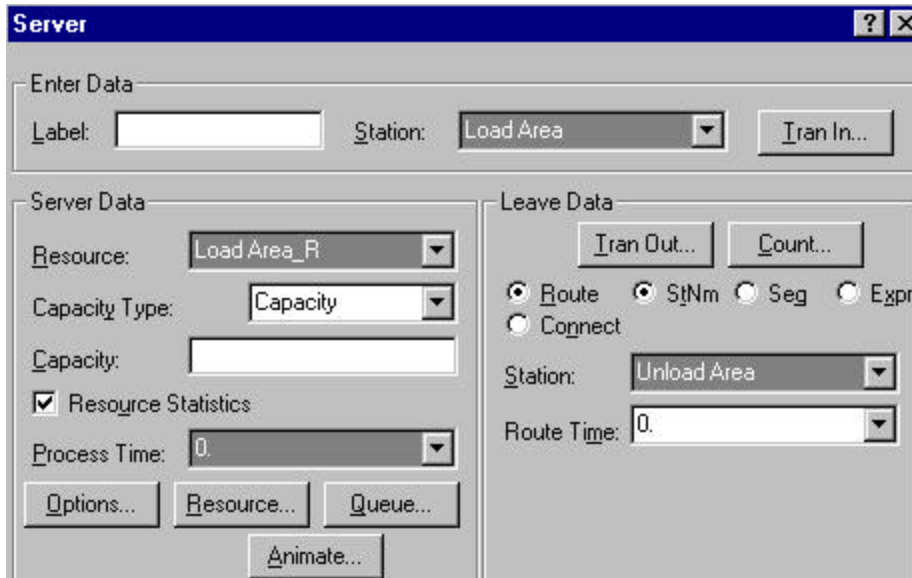 Server
Enter Data
Label: Station: Load Area Tran In...
Server Data
Resource: Load Area_R
Capacity Type: Capacity
Capacity:
Resource Statistics
Process Time: 0.
Options... Resource... Queue...
Animate...
Leave Data
Tran Out... Count...
Route StNm Seg Expr
Connect
Station: Unload Area
Route Time: 0.